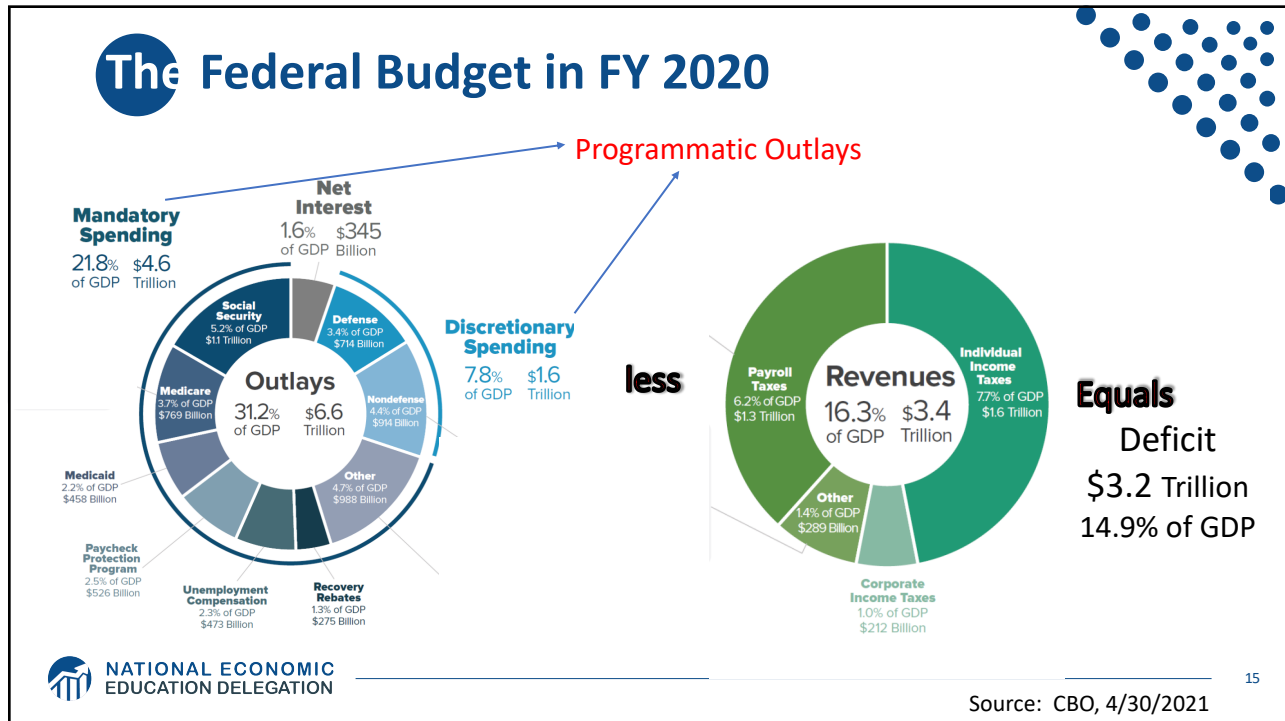 The Federal Budget in FY 2020
Programmatic Outlays
Mandatory
Spending
21.8% $4.6
of GDP Trillion
Net
Interest
1.6% $345
of GDP Billion
Social
Security
5.2% of GDP
$1.1 Trillion
Defense
3.4% of GDP
$714 Billion
Discretionary
Spending
7.8% $1.6
of GDP Trillion
Medicare
3.7% of GDP
$769 Billion
Outlays
31.2% $6.6
of GDP Trillion
Nondefense
4.4% of GDP
$914 Billion
Medicaid
2.2% of GDP
$458 Billion
Other
4.7% of GDP
$988 Billion
Paycheck
Protection
Program
2.5% of GDP
$526 Billion
Unemployment
Compensation
2.3% of GDP
$473 Billion
Recovery
Rebates
1.3% of GDP
$275 Billion
less
Payroll
Taxes
6.2% of GDP
$1.3 Trillion
Revenues
16.3% $3.4
of GDP Trillion
Individual
Income
Taxes
7.7% of GDP
$1.6 Trillion
Other
1.4% of GDP
$289 Billion
Corporate
Income Taxes
1.0% of GDP
$212 Billion
Equals
Deficit
$3.2 Trillion
14.9% of GDP
NATIONAL ECONOMIC
EDUCATION DELEGATION
15
Source: CBO, 4/30/2021